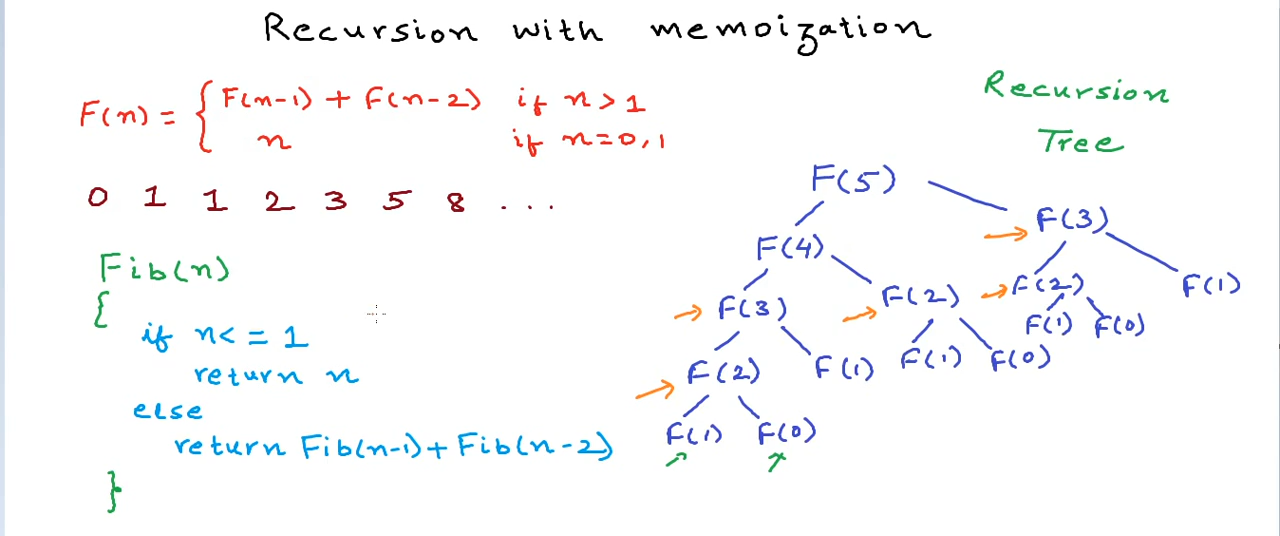 Recursion with memoization
F(n) = { F(n-1) + F(n-2) if n > 1
n if n=0,1
0 1 1 2 3 5 8 ...
Fib(n)
{
if n< = 1
return n
else
return Fib(n-1)+Fib(n-2)
}
Recursion
Tree
F(5)
F(4) F(3)
F(3) F(2) F(2) F(1)
F(2) F(1) F(1) F(0) F(1) F(0)
F(1) F(0)